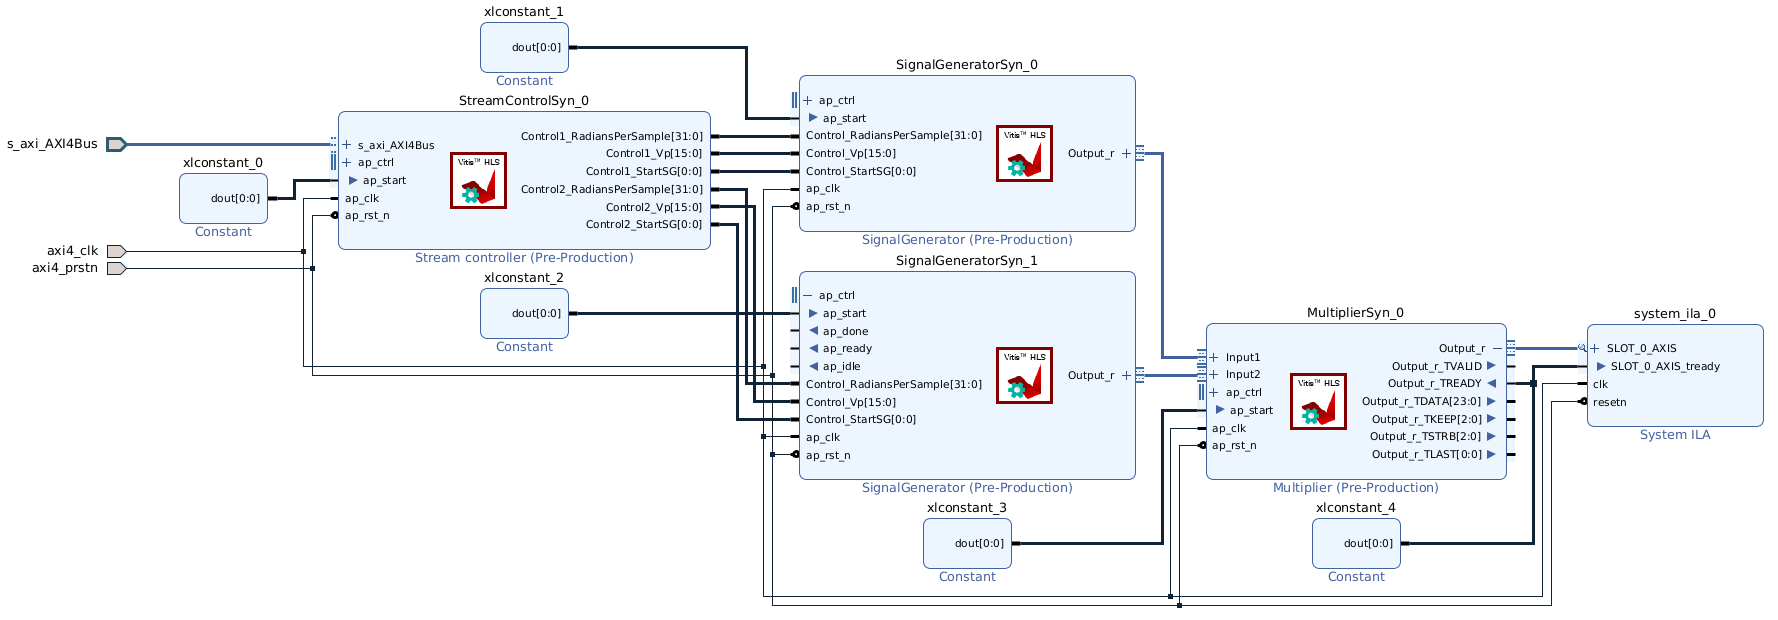 xlconstant_1
dout[0:0]
Constant
s_axi_AXI4Bus
xlconstant_0
dout[0:0]
Constant
axi4_clk
axi4_prstn
StreamControlSyn_0
s_axi_AXI4Bus
ap_ctrl
ap_start
ap_clk
ap_rst_n
Vitis™ HLS
Control1_RadiansPerSample[31:0]
Control1_Vp[15:0]
Control1_StartSG[0:0]
Control2_RadiansPerSample[31:0]
Control2_Vp[15:0]
Control2_StartSG[0:0]
Stream controller (Pre-Production)
xlconstant_2
dout[0:0]
Constant
SignalGeneratorSyn_0
ap_ctrl
ap_start
Control_RadiansPerSample[31:0]
Control_Vp[15:0]
Control_StartSG[0:0]
ap_clk
ap_rst_n
Vitis™ HLS
Output_r
SignalGenerator (Pre-Production)
SignalGeneratorSyn_1
ap_ctrl
ap_start
ap_done
ap_ready
ap_idle
Control_RadiansPerSample[31:0]
Control_Vp[15:0]
Control_StartSG[0:0]
ap_clk
ap_rst_n
Vitis™ HLS
Output_r
SignalGenerator (Pre-Production)
xlconstant_3
dout[0:0]
Constant
MultiplierSyn_0
Input1
Input2
ap_ctrl
ap_start
ap_clk
ap_rst_n
Vitis™ HLS
Output_r
Output_r_TVALID
Output_r_TREADY
Output_r_TDATA[23:0]
Output_r_TKEEP[2:0]
Output_r_TSTRB[2:0]
Output_r_TLAST[0:0]
Multiplier (Pre-Production)
xlconstant_4
dout[0:0]
Constant
system_ila_0
SLOT_0_AXIS
SLOT_0_AXIS_tready
clk
resetn
System ILA